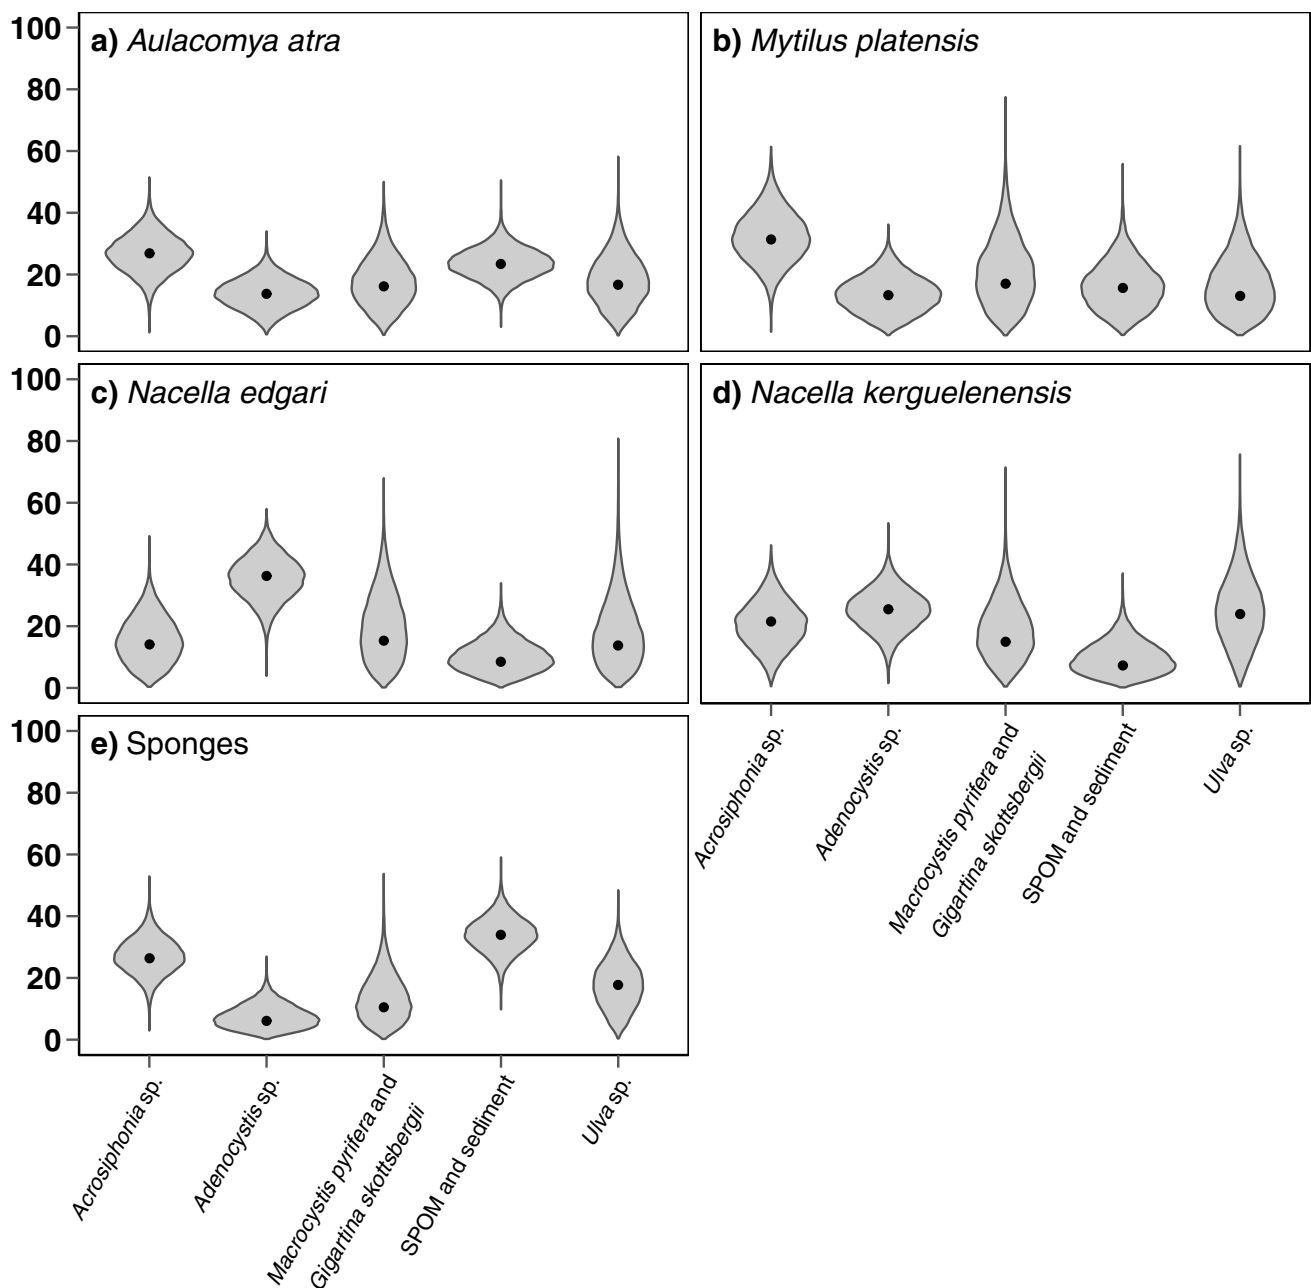 a) Aulacomya atra
100
80
60
40
20
0
b) Mytilus platensis
c) Nacella edgari
100
80
60
40
20
0
d) Nacella kerguelenensis
Acrosiphonia sp.
Adenocystis sp.
Macrocystis pyrifera and
Gigartina skottsbergii
SPOM and sediment
Ulva sp.
e) Sponges
100
80
60
40
20
0
Acrosiphonia sp.
Adenocystis sp.
Macrocystis pyrifera and
Gigartina skottsbergii
SPOM and sediment
Ulva sp.